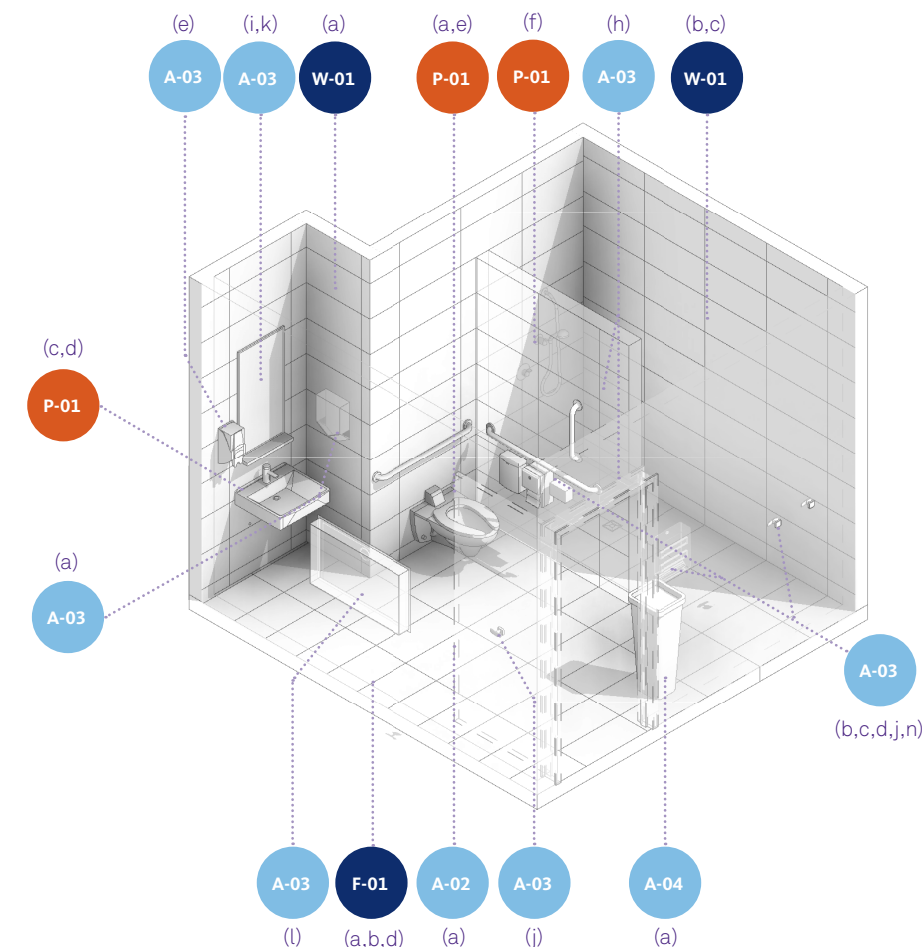 (e) (i,k) (a) (a,e) (f) (h) (b,c)
A-03 A-03 W-01 P-01 P-01 A-03 W-01
(c,d)
P-01
(a)
A-03
A-03
(b,c,d,j,n)
A-03 F-01 A-02 A-03 A-04
(l) (a,b,d) (a) (j) (a)